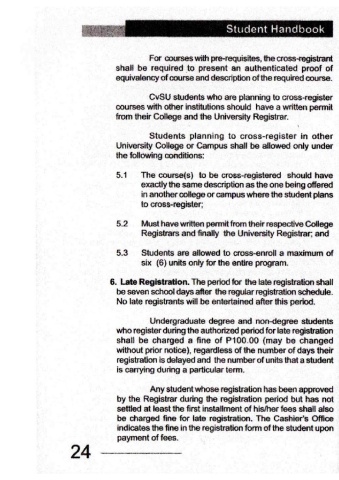 Student Handbook
For courses with pre-requisites, the cross-registrant
shall be required to present an authenticated proof of
equivalency of course and description of the required course.
CvSU students who are planning to cross-register
courses with other institutions should have a written permit
from their College and the University Registrar.
Students planning to cross-register in other
University College or Campus shall be allowed only under
the following conditions:
5.1 The course(s) to be cross-registered should have
exactly the same description as the one being offered
in another college or campus where the student plans
to cross-register;
5.2 Must have written permit from their respective College
Registrars and finally the University Registrar; and
5.3 Students are allowed to cross-enroll a maximum of
six (6) units only for the entire program.
6. Late Registration. The period for the late registration shall
be seven school days after the regular registration schedule.
No late registrants will be entertained after this period.
Undergraduate degree and non-degree students
who register during the authorized period for late registration
shall be charged a fine of P100.00 (may be changed
without prior notice), regardless of the number of days their
registration is delayed and the number of units that a student
is carrying during a particular term.
Any student whose registration has been approved
by the Registrar during the registration period but has not
settled at least the first installment of his/her fees shall also
be charged fine for late registration. The Cashier's Office
indicates the fine in the registration form of the student upon
payment of fees.
24